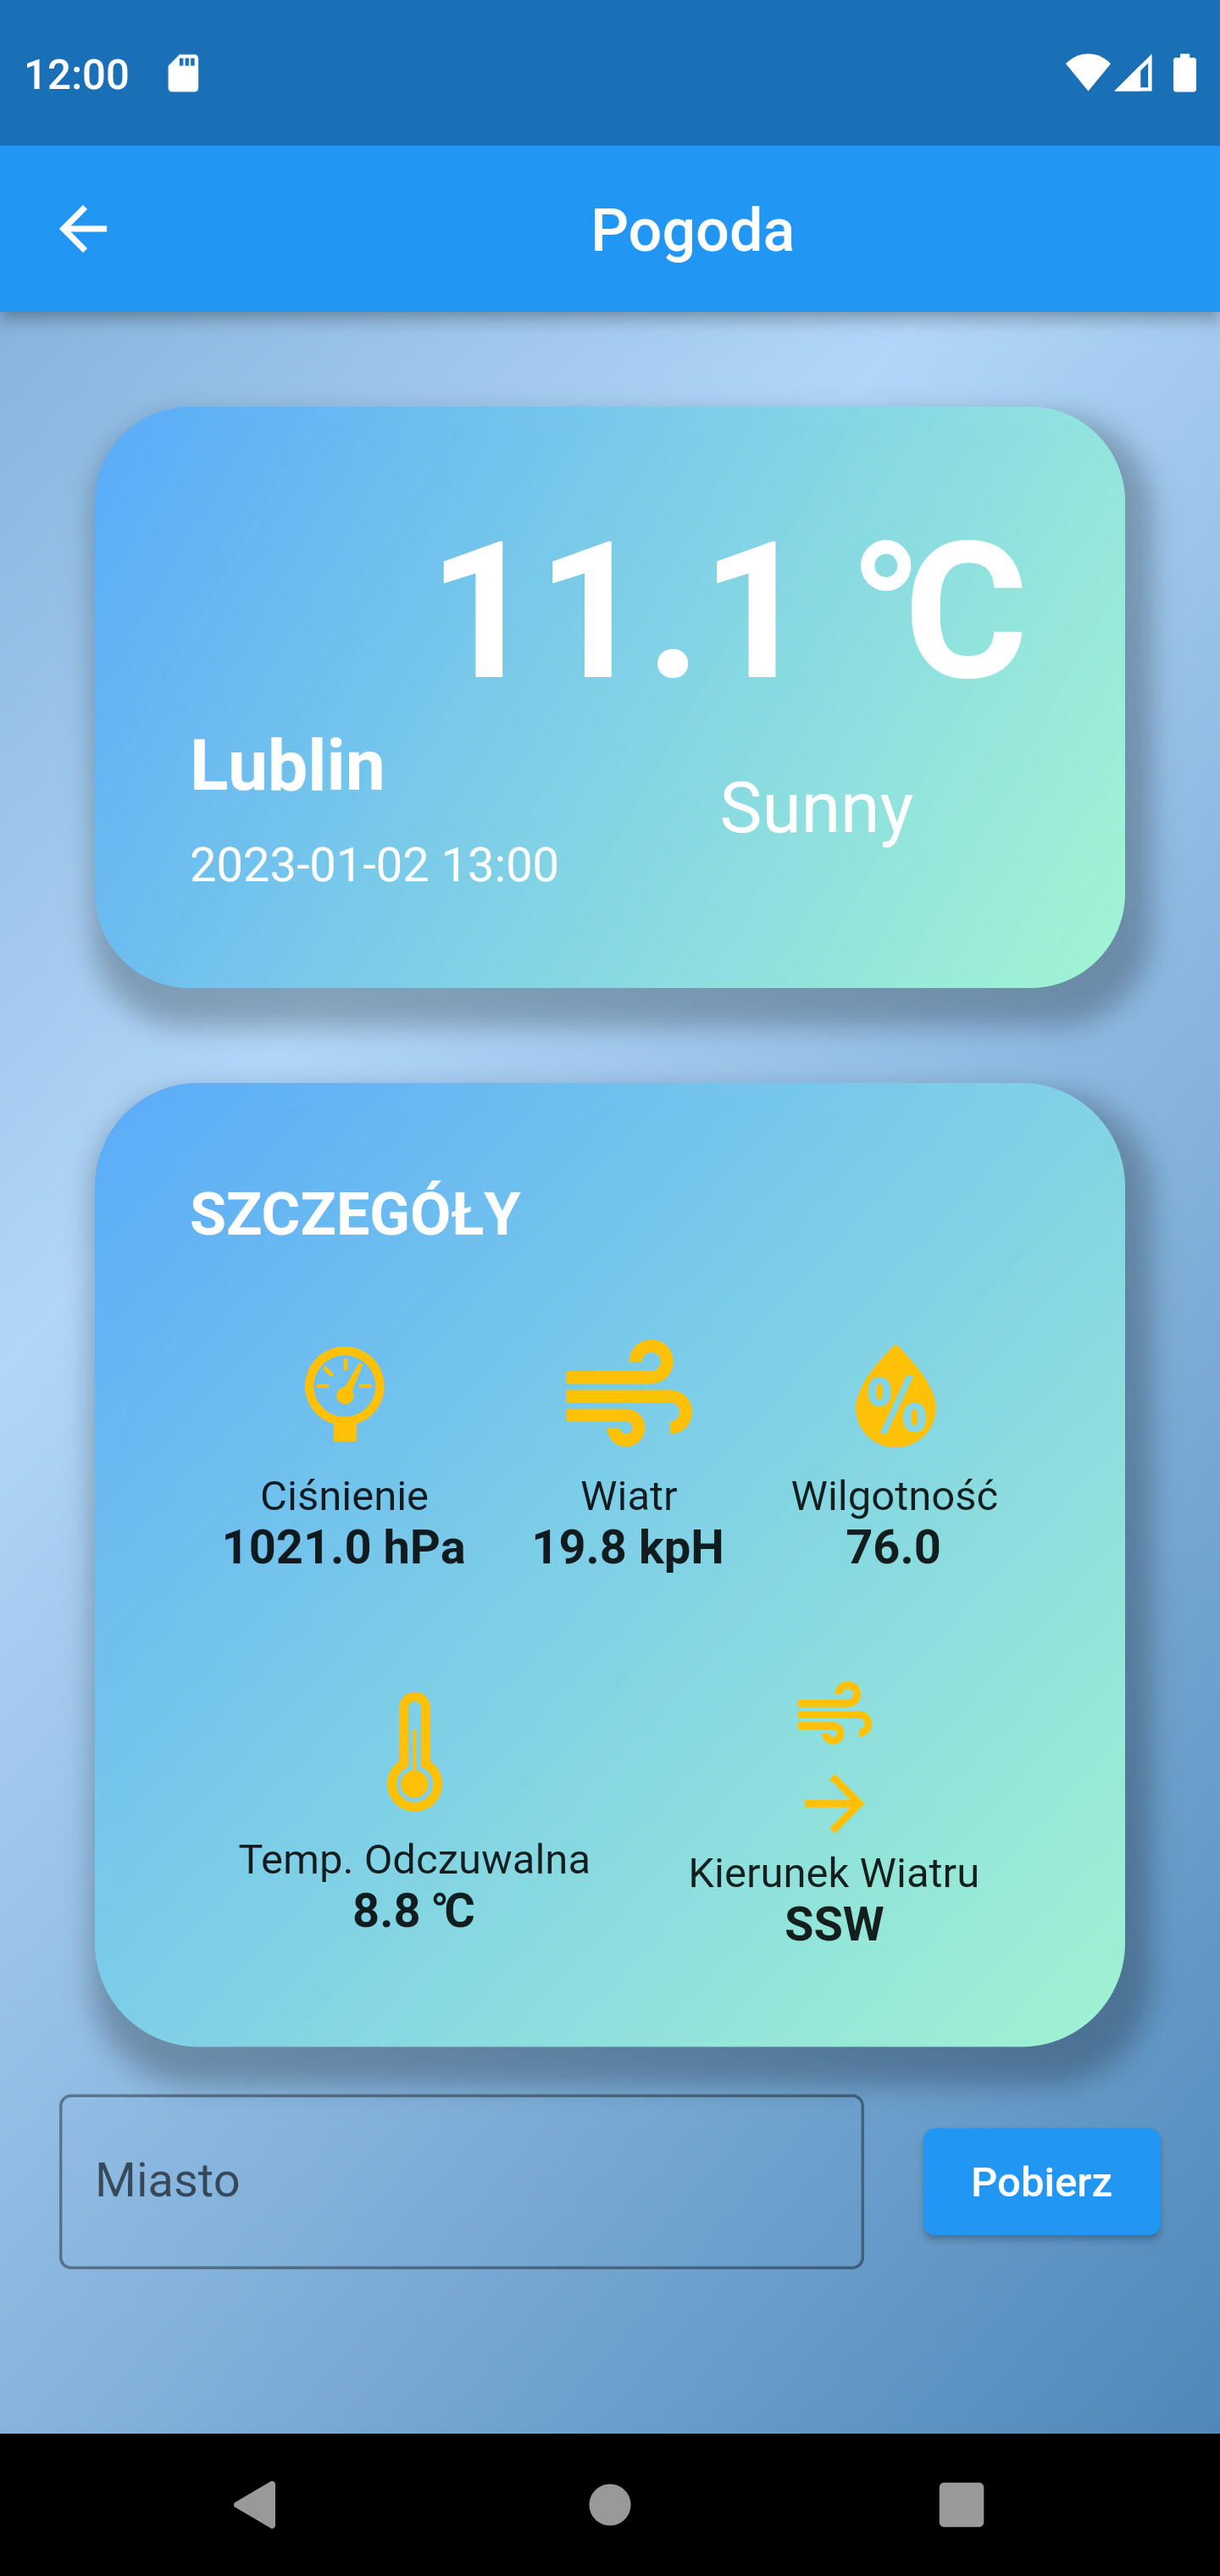 12:00
Pogoda
11.1 °C
Lublin
Sunny
2023-01-02 13:00
SZCZEGÓŁY
Ciśnienie
1021.0 hPa
Wiatr
19.8 kpH
%
Wilgotność
76.0
Temp. Odczuwalna
8.8 °C
Kierunek Wiatru
SSW
Miasto
Pobierz